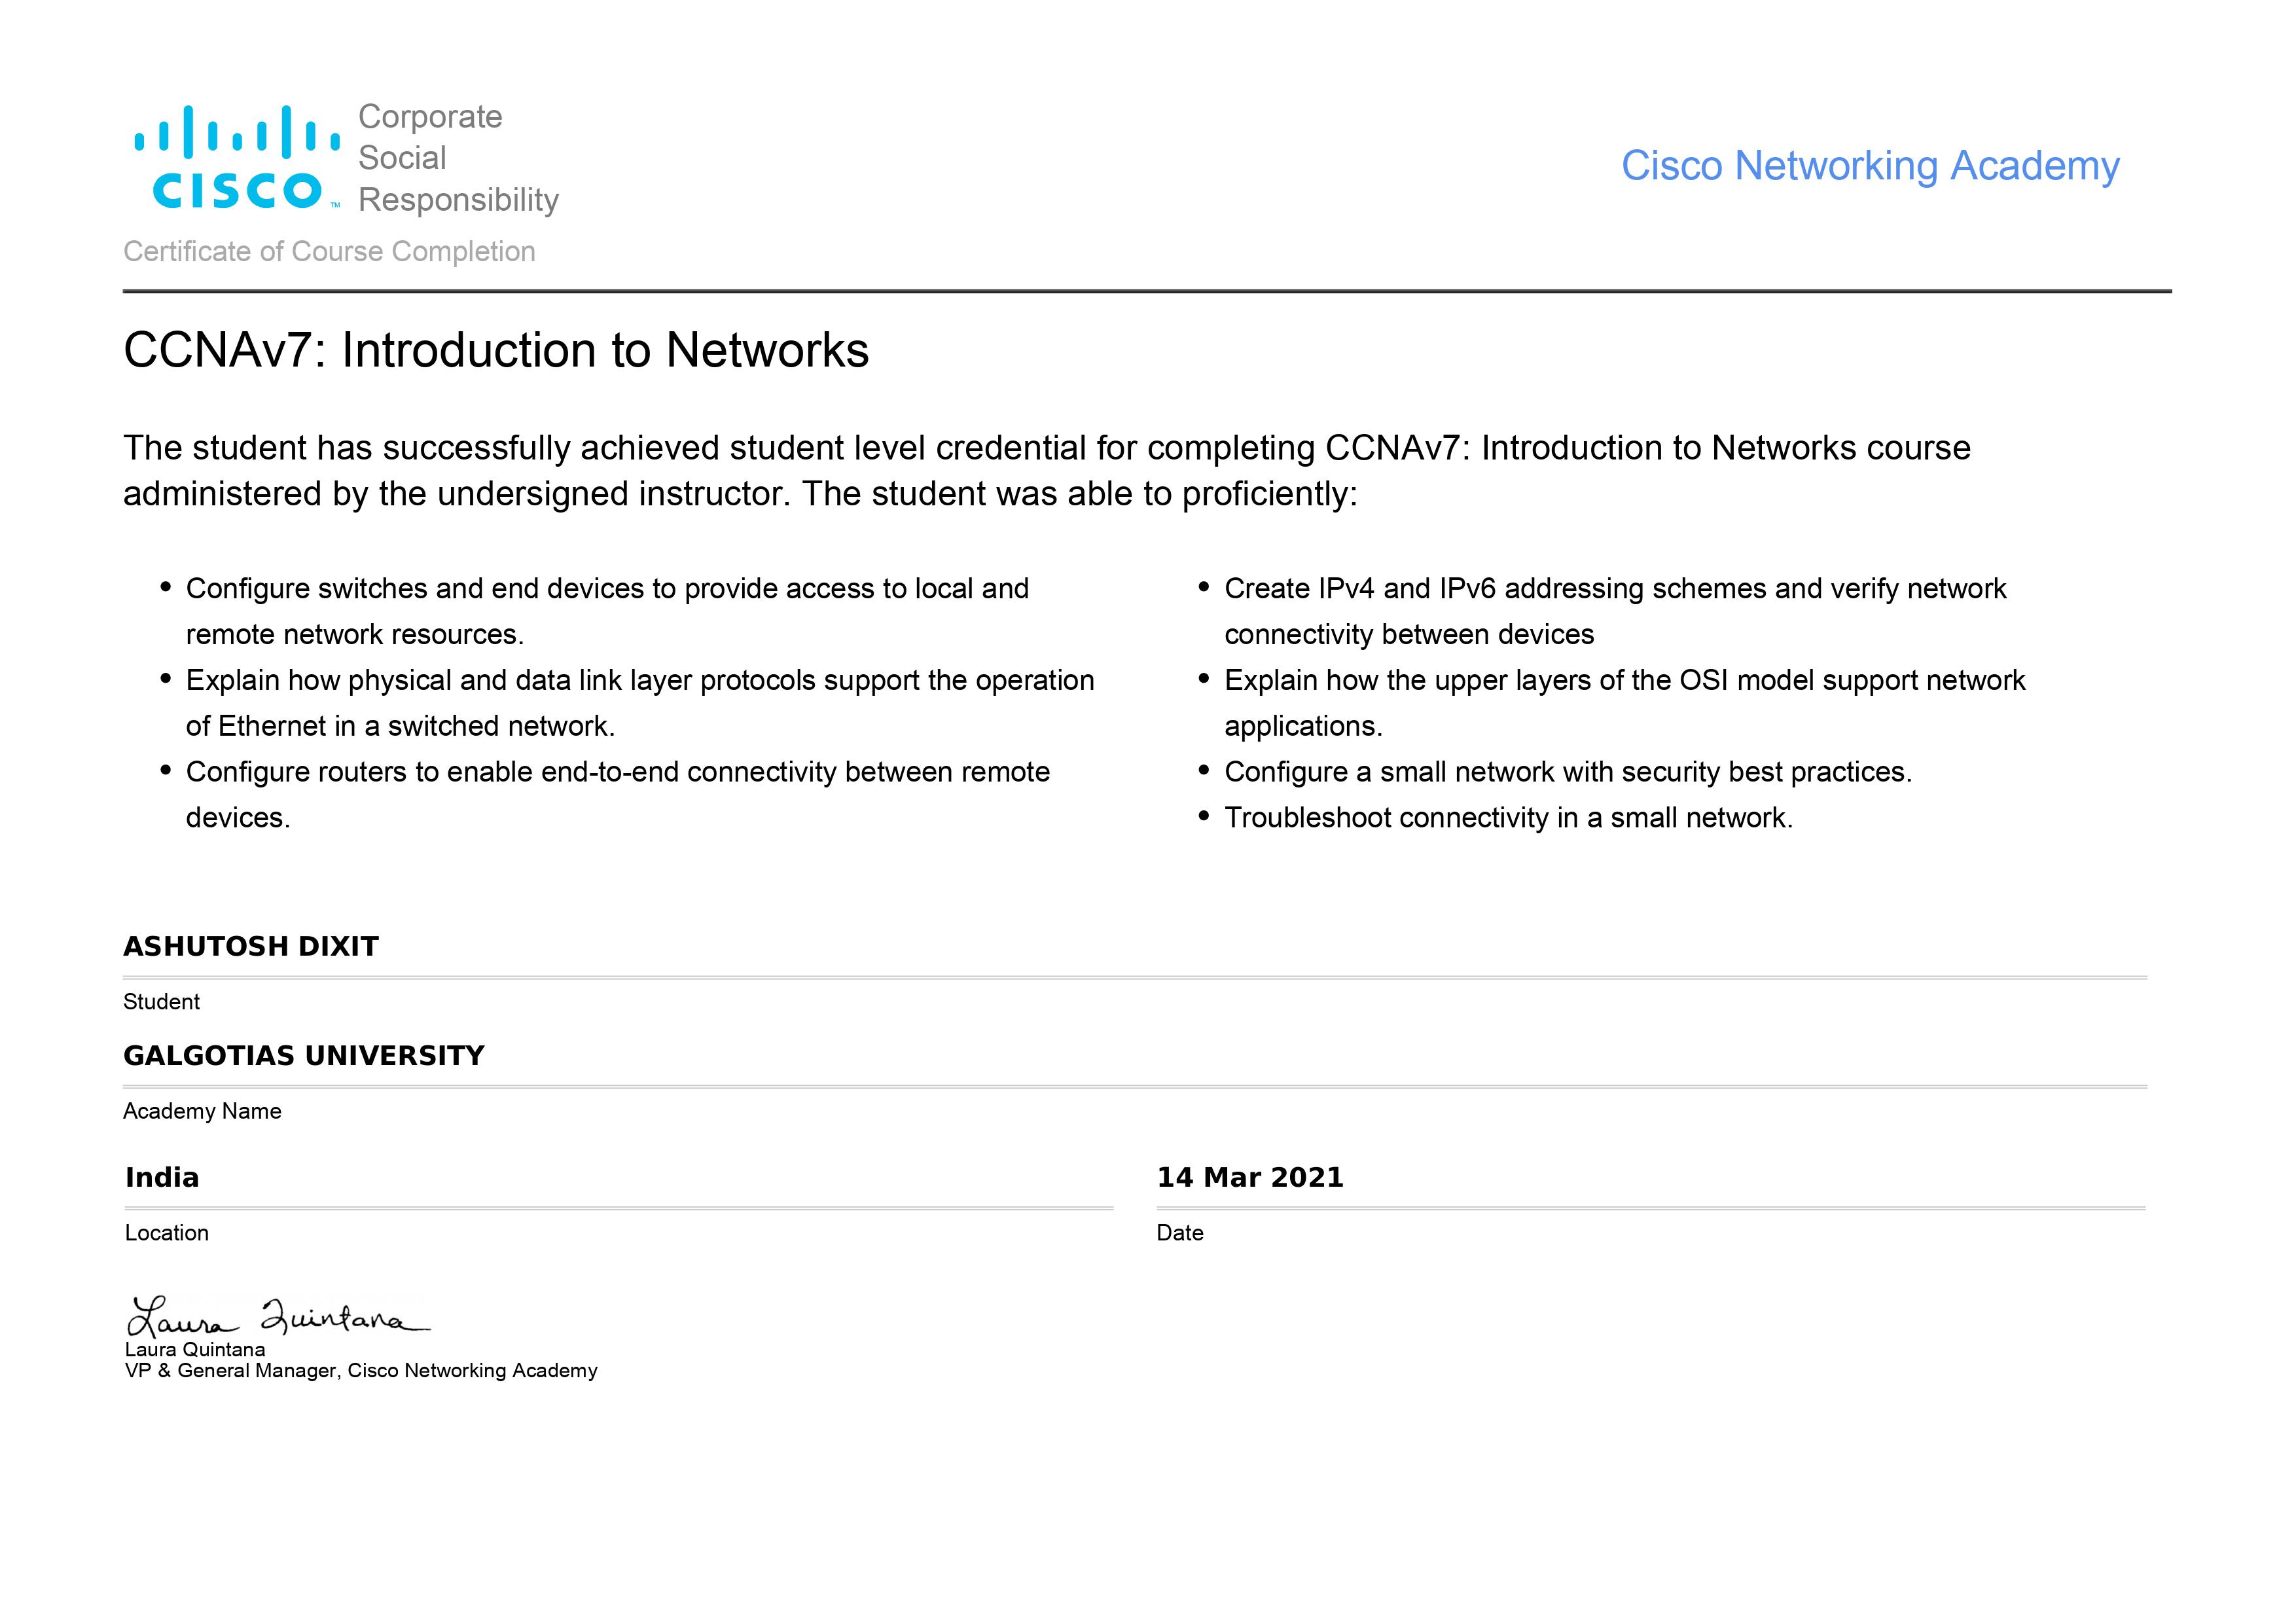 Corporate
Social
Responsibility
CISCO™
Cisco Networking Academy
Certificate of Course Completion
CCNAv7: Introduction to Networks
The student has successfully achieved student level credential for completing CCNAv7: Introduction to Networks course
administered by the undersigned instructor. The student was able to proficiently:
• Configure switches and end devices to provide access to local and
remote network resources.
• Explain how physical and data link layer protocols support the operation
of Ethernet in a switched network.
• Configure routers to enable end-to-end connectivity between remote
devices.
• Create IPv4 and IPv6 addressing schemes and verify network
connectivity between devices
• Explain how the upper layers of the OSI model support network
applications.
• Configure a small network with security best practices.
• Troubleshoot connectivity in a small network.
ASHUTOSH DIXIT
Student
GALGOTIAS UNIVERSITY
Academy Name
India
Location
14 Mar 2021
Date
Laura Quintana
Laura Quintana
VP & General Manager, Cisco Networking Academy